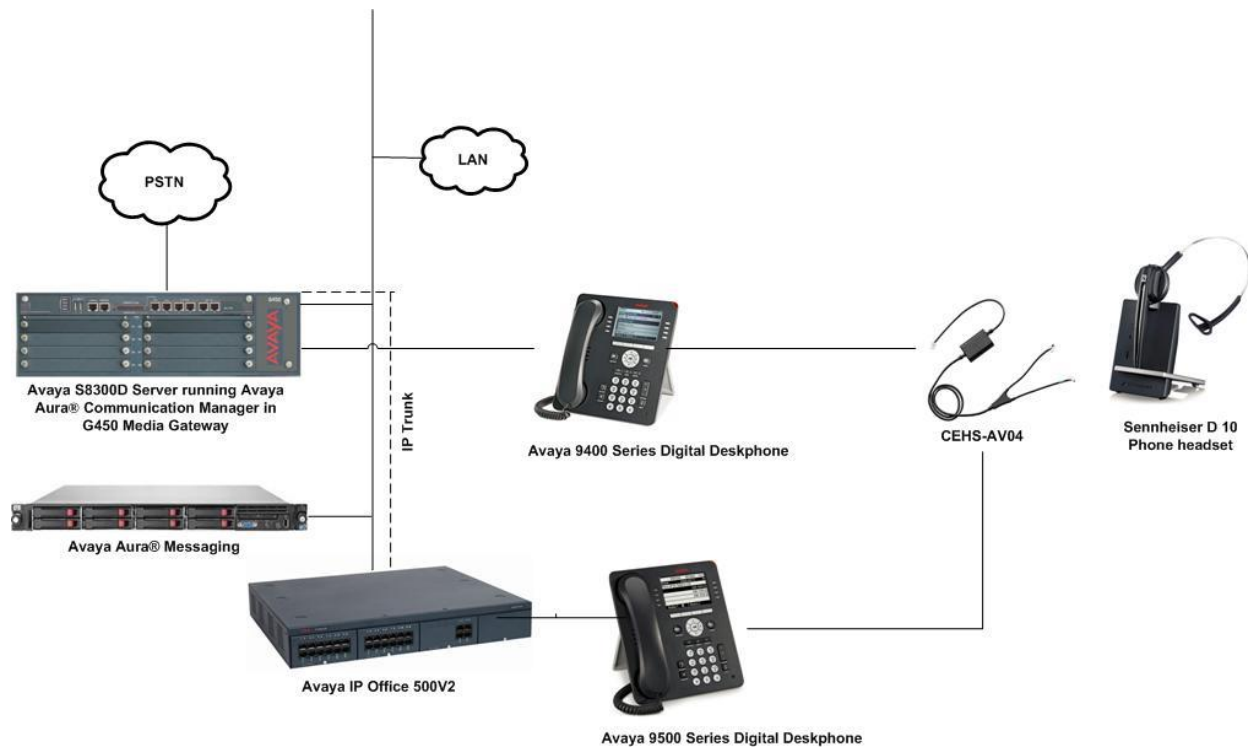 LAN
PSTN
AVAYA
Avaya S8300D Server running Avaya
Aura® Communication Manager in
G450 Media Gateway
IP Trunk
Avaya 9400 Series Digital Deskphone
CEHS-AV04
Sennheiser D 10
Phone headset
Avaya Aura® Messaging
Avaya IP Office 500V2
Avaya 9500 Series Digital Deskphone